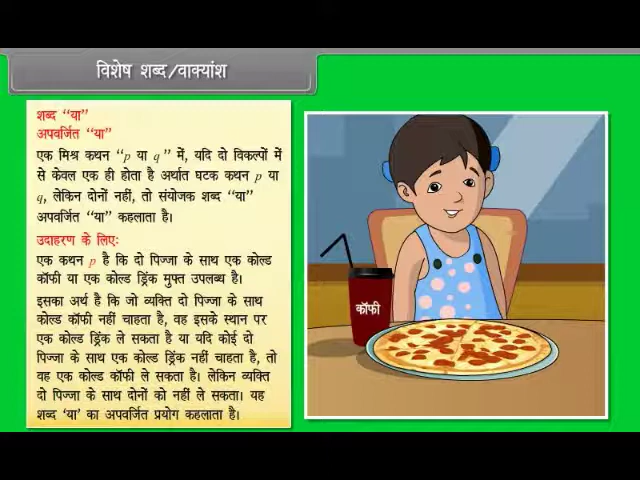 विशेष शब्द/वाक्यांश
शब्द “या”
अपवर्जित “या”
एक मिश्र कथन “p या q” में, यदि दो विकल्पों में
से केवल एक ही होता है अर्थात घटक कथन p या
q, लेकिन दोनों नहीं, तो संयोजक शब्द “या”
अपवर्जित “या” कहलाता है।
उदाहरण के लिएः
एक कथन p है कि दो पिज्जा के साथ एक कोल्ड
कॉफी या एक कोल्ड ड्रिंक मुफ्त उपलब्ध है।
इसका अर्थ है कि जो व्यक्ति दो पिज्जा के साथ
कोल्ड कॉफी नहीं चाहता है, वह इसके स्थान पर
एक कोल्ड ड्रिंक ले सकता है या यदि कोई दो
पिज्जा के साथ एक कोल्ड ड्रिंक नहीं चाहता है, तो
वह एक कोल्ड कॉफी ले सकता है। लेकिन व्यक्ति
दो पिज्जा के साथ दोनों को नहीं ले सकता। यह
शब्द ‘या’ का अपवर्जित प्रयोग कहलाता है।
कॉफी